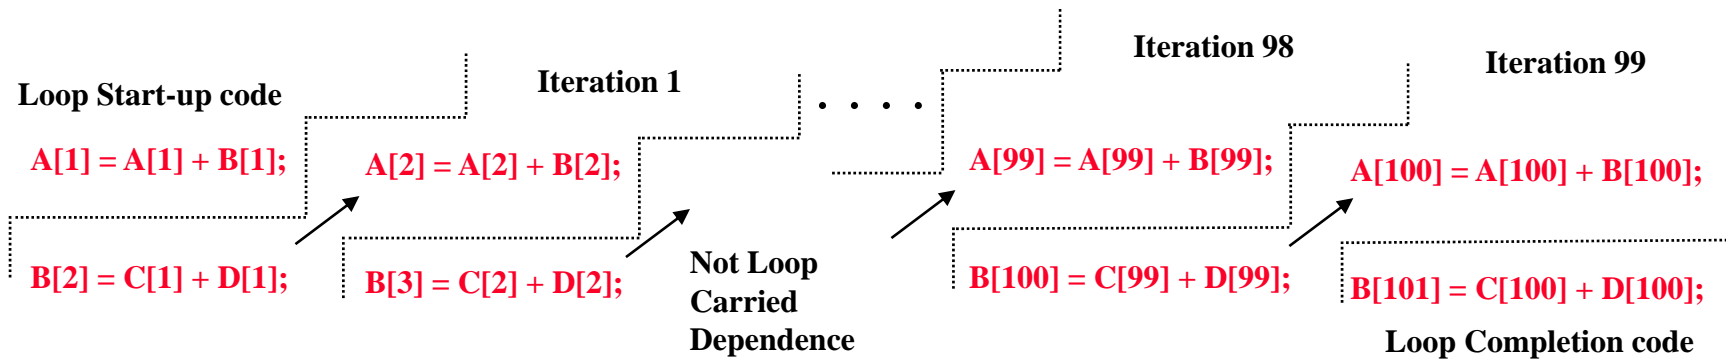 Loop Start-up code
A[1] = A[1] + B[1];
B[2] = C[1] + D[1];
Iteration 1
A[2] = A[2] + B[2];
B[3] = C[2] + D[2];
. . . .
Not Loop
Carried
Dependence
Iteration 98
A[99] = A[99] + B[99];
B[100] = C[99] + D[99];
Iteration 99
A[100] = A[100] + B[100];
B[101] = C[100] + D[100];
Loop Completion code